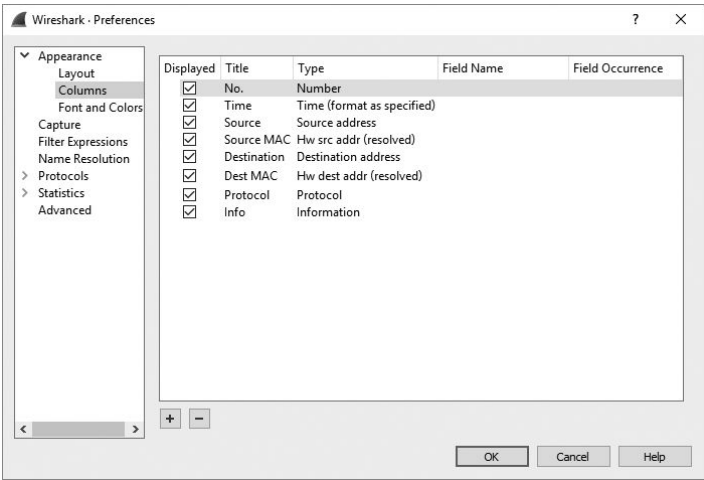 Wireshark · Preferences
? ×
Appearance
Layout
Columns
Font and Colors
Capture
Filter Expressions
Name Resolution
Protocols
Statistics
Advanced
Displayed Title Type Field Name Field Occurrence
No. Number
Time Time (format as specified)
Source Source address
Source MAC Hw src addr (resolved)
Destination Destination address
Dest MAC Hw dest addr (resolved)
Protocol Protocol
Info Information
+ −
OK Cancel Help